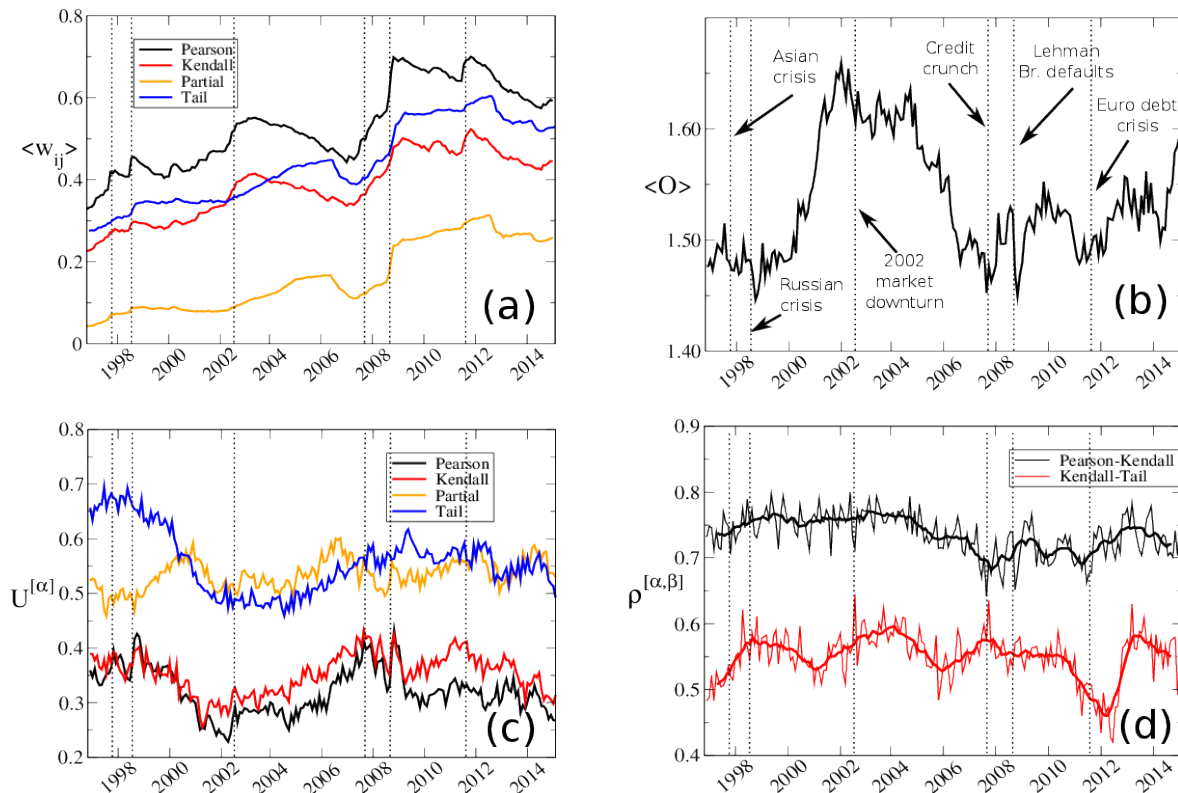 0.8
0.6
0.4
0.2
0
<w_ij>
Pearson
Kendall
Partial
Tail
(a)
1998
2000
2002
2004
2006
2008
2010
2012
2014
1.60
1.50
1.40
<O>
Asian
crisis
Credit
crunch
Lehman
Br. defaults
Euro debt
crisis
2002
market
downturn
Russian
crisis
(b)
1998
2000
2002
2004
2006
2008
2010
2012
2014
0.8
0.7
0.6
0.5
0.4
0.3
0.2
U^[α]
Pearson
Kendall
Partial
Tail
(c)
1998
2000
2002
2004
2006
2008
2010
2012
2014
0.9
0.8
0.7
0.6
0.5
0.4
ρ^[α,β]
Pearson-Kendall
Kendall-Tail
(d)
1998
2000
2002
2004
2006
2008
2010
2012
2014